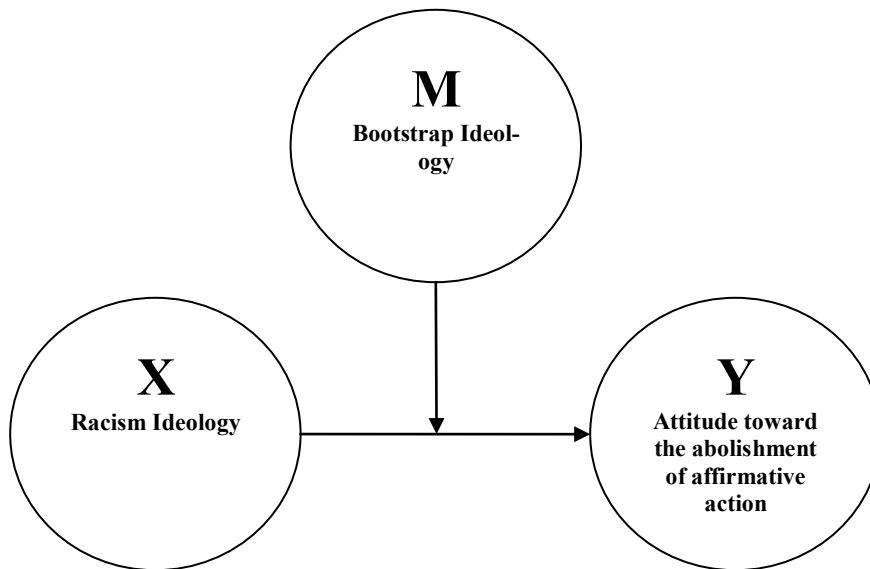 M
Bootstrap Ideol-
ogy
X
Racism Ideology
Y
Attitude toward
the abolishment
of affirmative
action